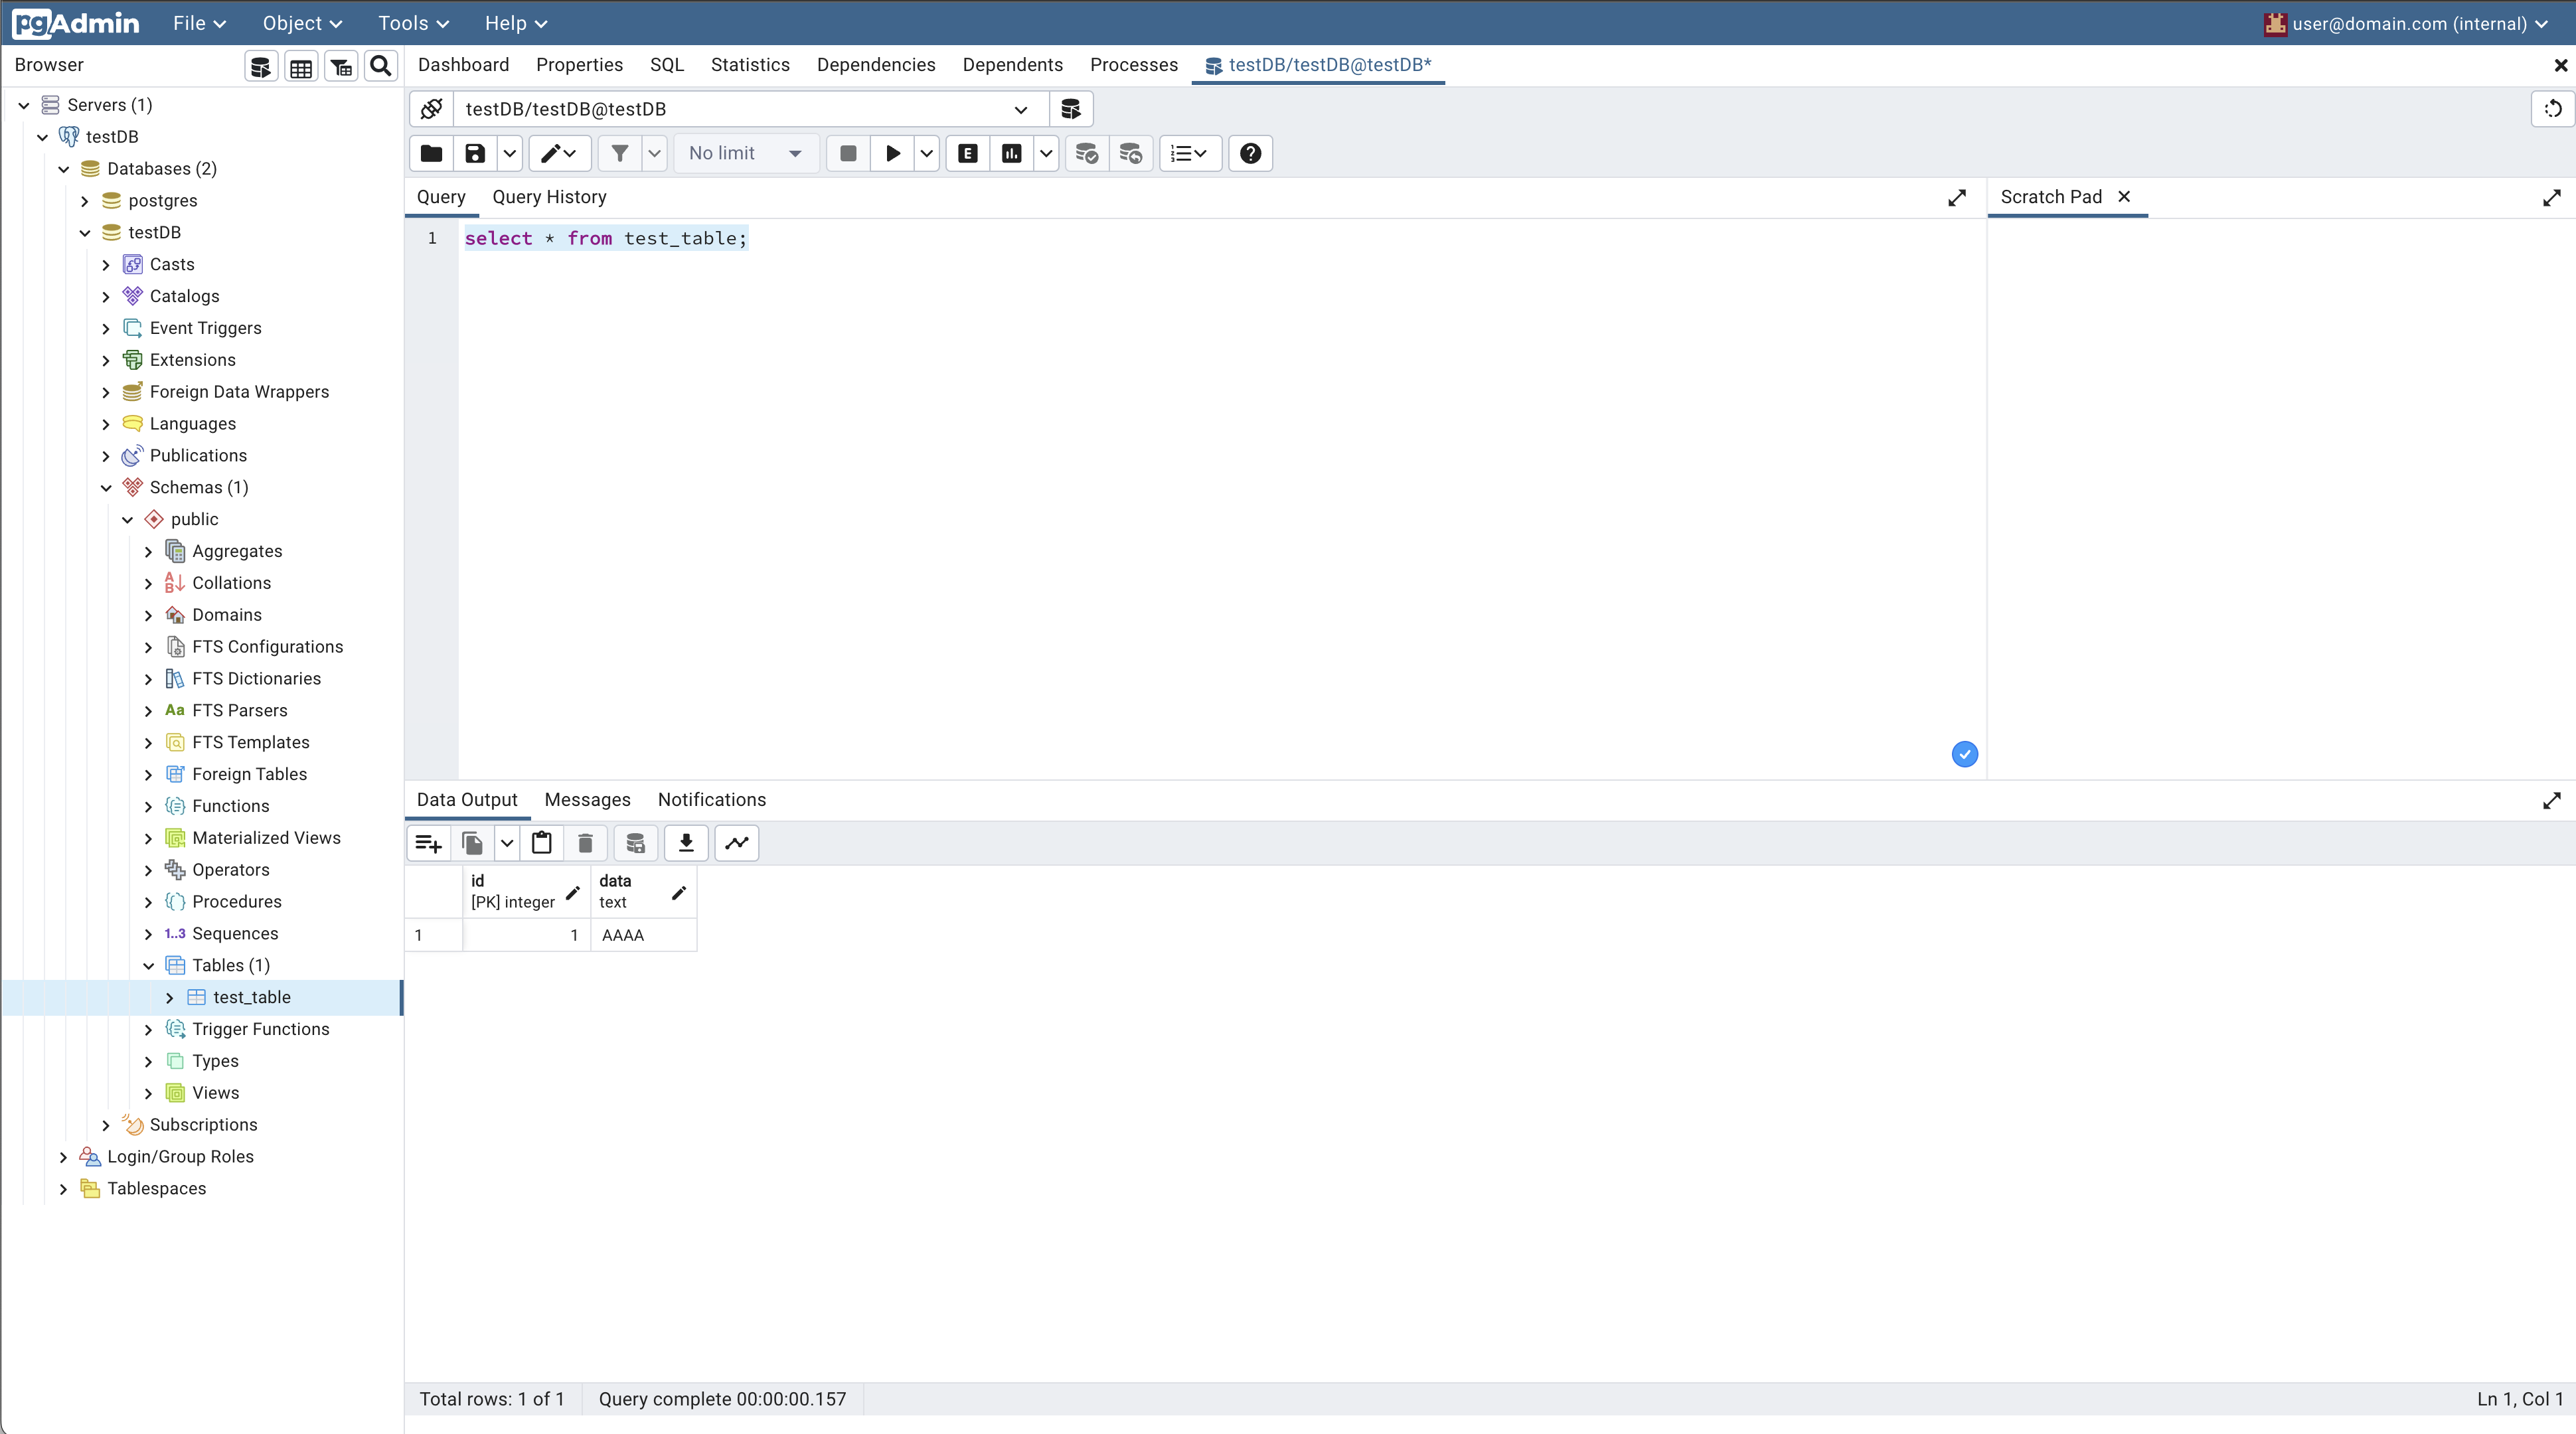 pgAdmin File Object Tools Help user@domain.com (internal)
Browser
Dashboard Properties SQL Statistics Dependencies Dependents Processes testDB/testDB@testDB*
Servers (1)
testDB
Databases (2)
postgres
testDB
Casts
Catalogs
Event Triggers
Extensions
Foreign Data Wrappers
Languages
Publications
Schemas (1)
public
Aggregates
Collations
Domains
FTS Configurations
FTS Dictionaries
Aa FTS Parsers
FTS Templates
Foreign Tables
Functions
Materialized Views
Operators
Procedures
1..3 Sequences
Tables (1)
test_table
Trigger Functions
Types
Views
Subscriptions
Login/Group Roles
Tablespaces
testDB/testDB@testDB
No limit
E
Query Query History
Scratch Pad
1 select * from test_table;
Data Output Messages Notifications
id data
[PK] integer text
1 1 AAAA
Total rows: 1 of 1 Query complete 00:00:00.157 Ln 1, Col 1